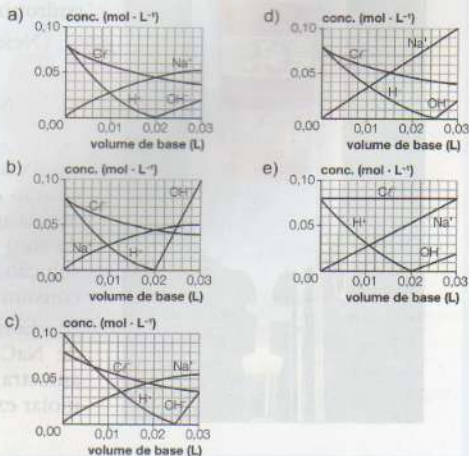 a) conc. (mol · L⁻¹)
0,10
Cℓ⁻
Na⁺
0,05
H⁺
OH⁻
0,00
0,01 0,02 0,03
volume de base (L)
b) conc. (mol · L⁻¹)
0,10
OH⁻
Cℓ⁻
0,05
Na⁺
H⁺
0,00
0,01 0,02 0,03
volume de base (L)
c) conc. (mol · L⁻¹)
0,10
Cℓ⁻
Na⁺
0,05
H⁺
OH⁻
0,00
0,01 0,02 0,03
volume de base (L)
d) conc. (mol · L⁻¹)
0,10
Na⁺
Cℓ⁻
0,05
H
OH⁻
0,00
0,01 0,02 0,03
volume de base (L)
e) conc. (mol · L⁻¹)
0,10
Cℓ⁻
H⁺
Na⁺
0,05
OH
0,00
0,01 0,02 0,03
volume de base (L)